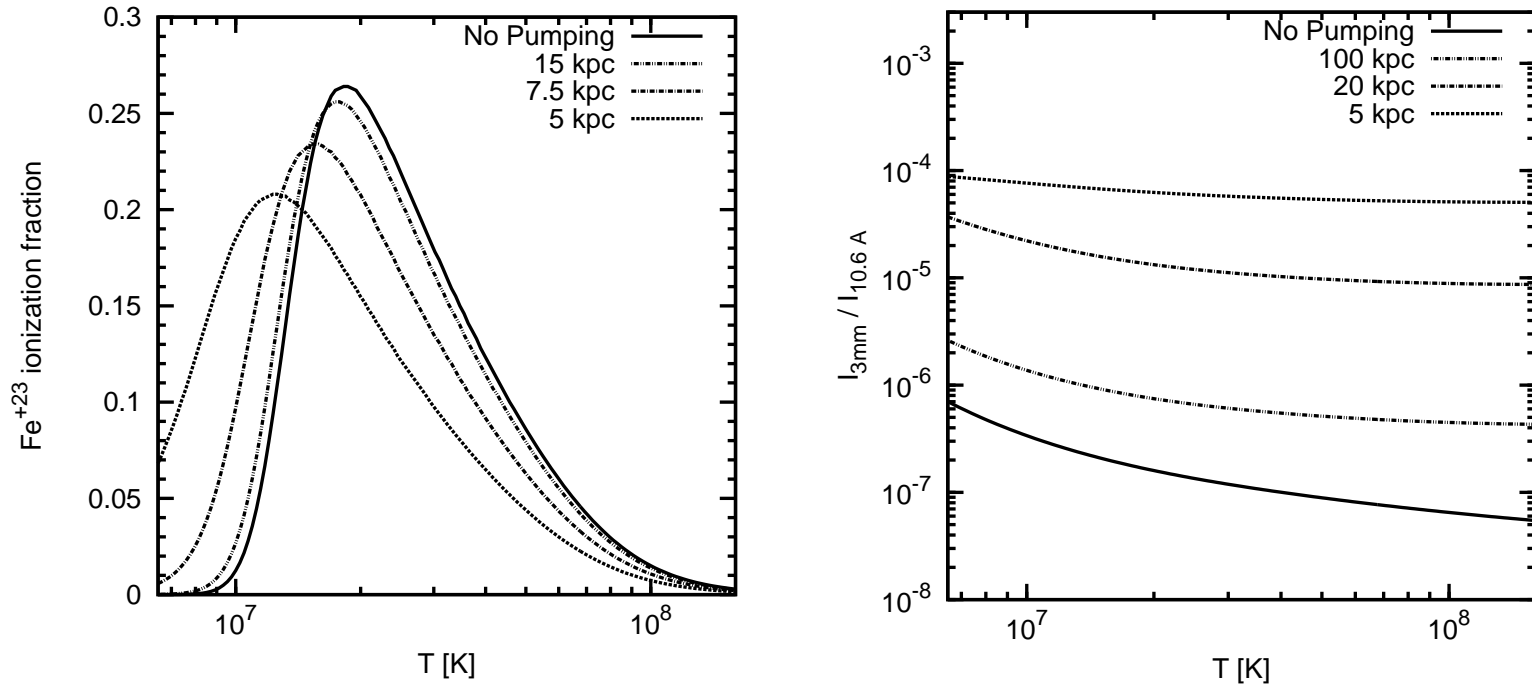 Fe+23 ionization fraction
0.3
0.25
0.2
0.15
0.1
0.05
0
No Pumping
15 kpc
7.5 kpc
5 kpc
10^7
10^8
T [K]
I3mm / I10.6 A
10^-3
10^-4
10^-5
10^-6
10^-7
10^-8
No Pumping
100 kpc
20 kpc
5 kpc
10^7
10^8
T [K]